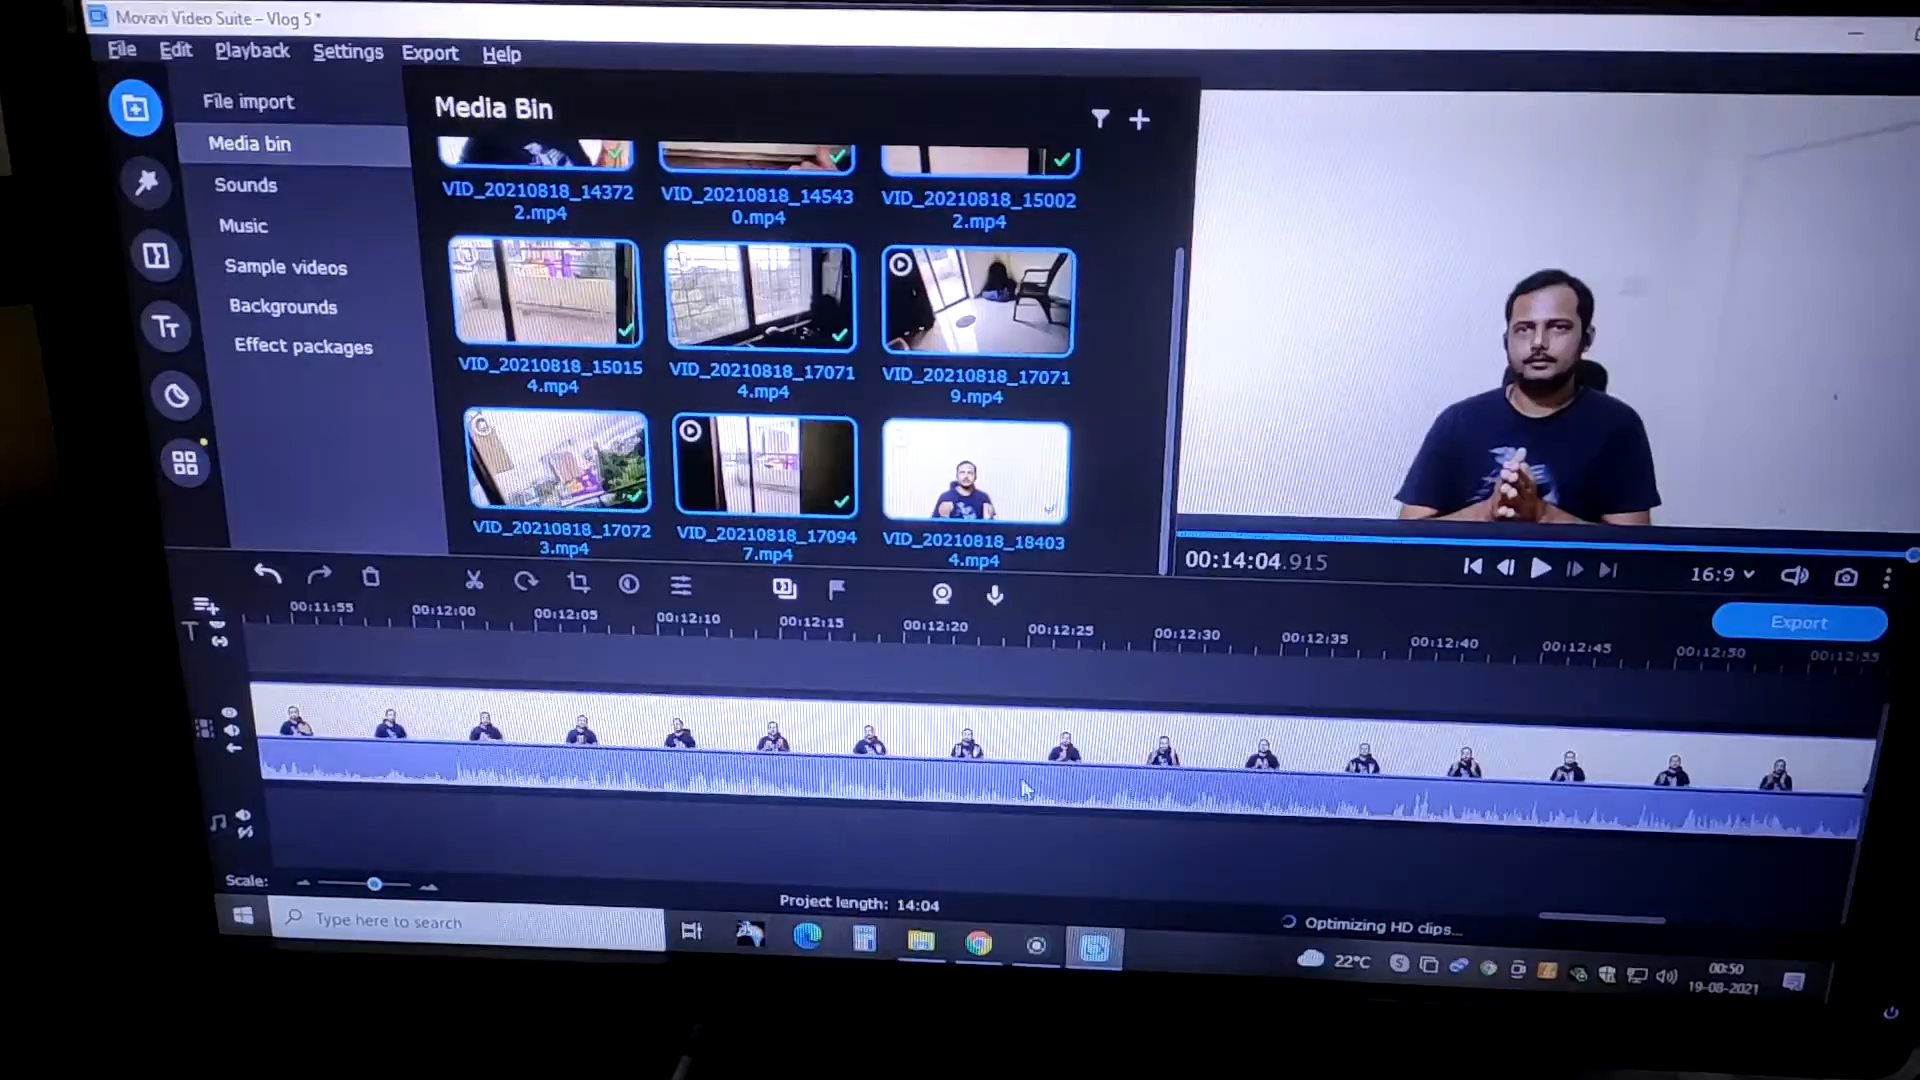 Movavi Video Suite – Vlog 5*
File Edit Playback Settings Export Help
File import
Media bin
Sounds
Music
Sample videos
Backgrounds
Effect packages
Media Bin
VID_20210818_14372
2.mp4
VID_20210818_14543
0.mp4
VID_20210818_15002
2.mp4
VID_20210818_15015
4.mp4
VID_20210818_17071
4.mp4
VID_20210818_17071
9.mp4
VID_20210818_17072
3.mp4
VID_20210818_17094
7.mp4
VID_20210818_18403
4.mp4
00:14:04.915
16:9
Export
00:11:55 00:12:00 00:12:05 00:12:10 00:12:15 00:12:20 00:12:25 00:12:30 00:12:35 00:12:40 00:12:45 00:12:50 00:12:55
Scale:
Project length: 14:04
Optimizing HD clips...
Type here to search
22°C
00:50
19-08-2021